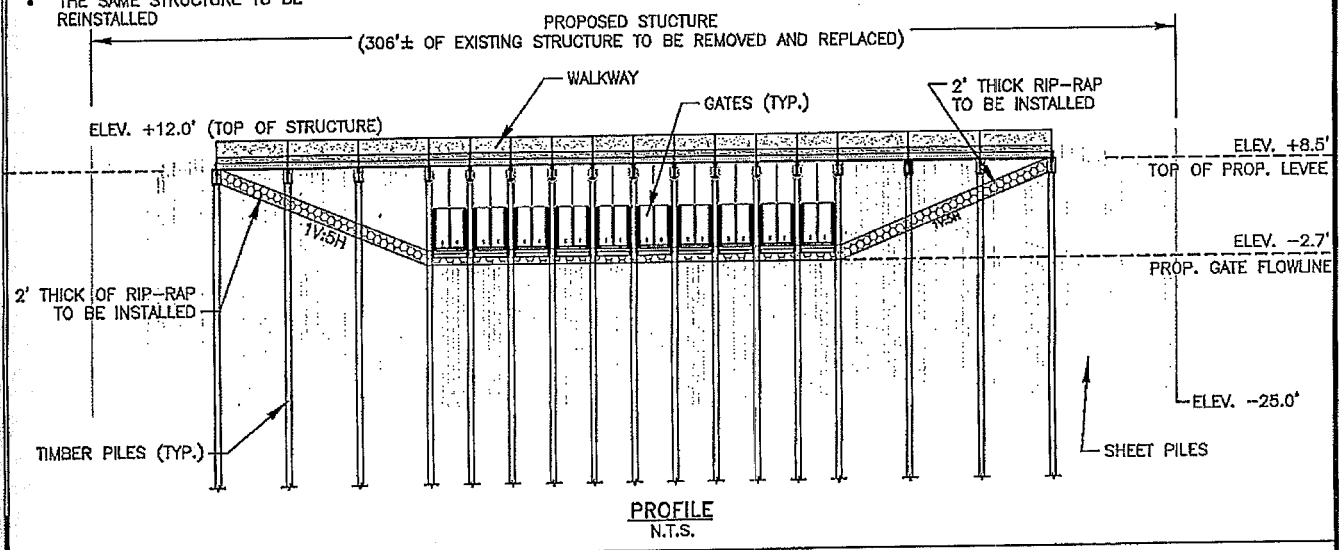 • THE SAME STRUCTURE TO BE
REINSTALLED
PROPOSED STUCTURE
(306'± OF EXISTING STRUCTURE TO BE REMOVED AND REPLACED)
WALKWAY
GATES (TYP.)
2' THICK RIP-RAP
TO BE INSTALLED
ELEV. +12.0' (TOP OF STRUCTURE)
ELEV. +8.5'
TOP OF PROP. LEVEE
1V:5H
1V:5H
ELEV. -2.7'
PROP. GATE FLOWLINE
2' THICK OF RIP-RAP
TO BE INSTALLED
ELEV. -25.0'
TIMBER PILES (TYP.)
SHEET PILES
PROFILE
N.T.S.